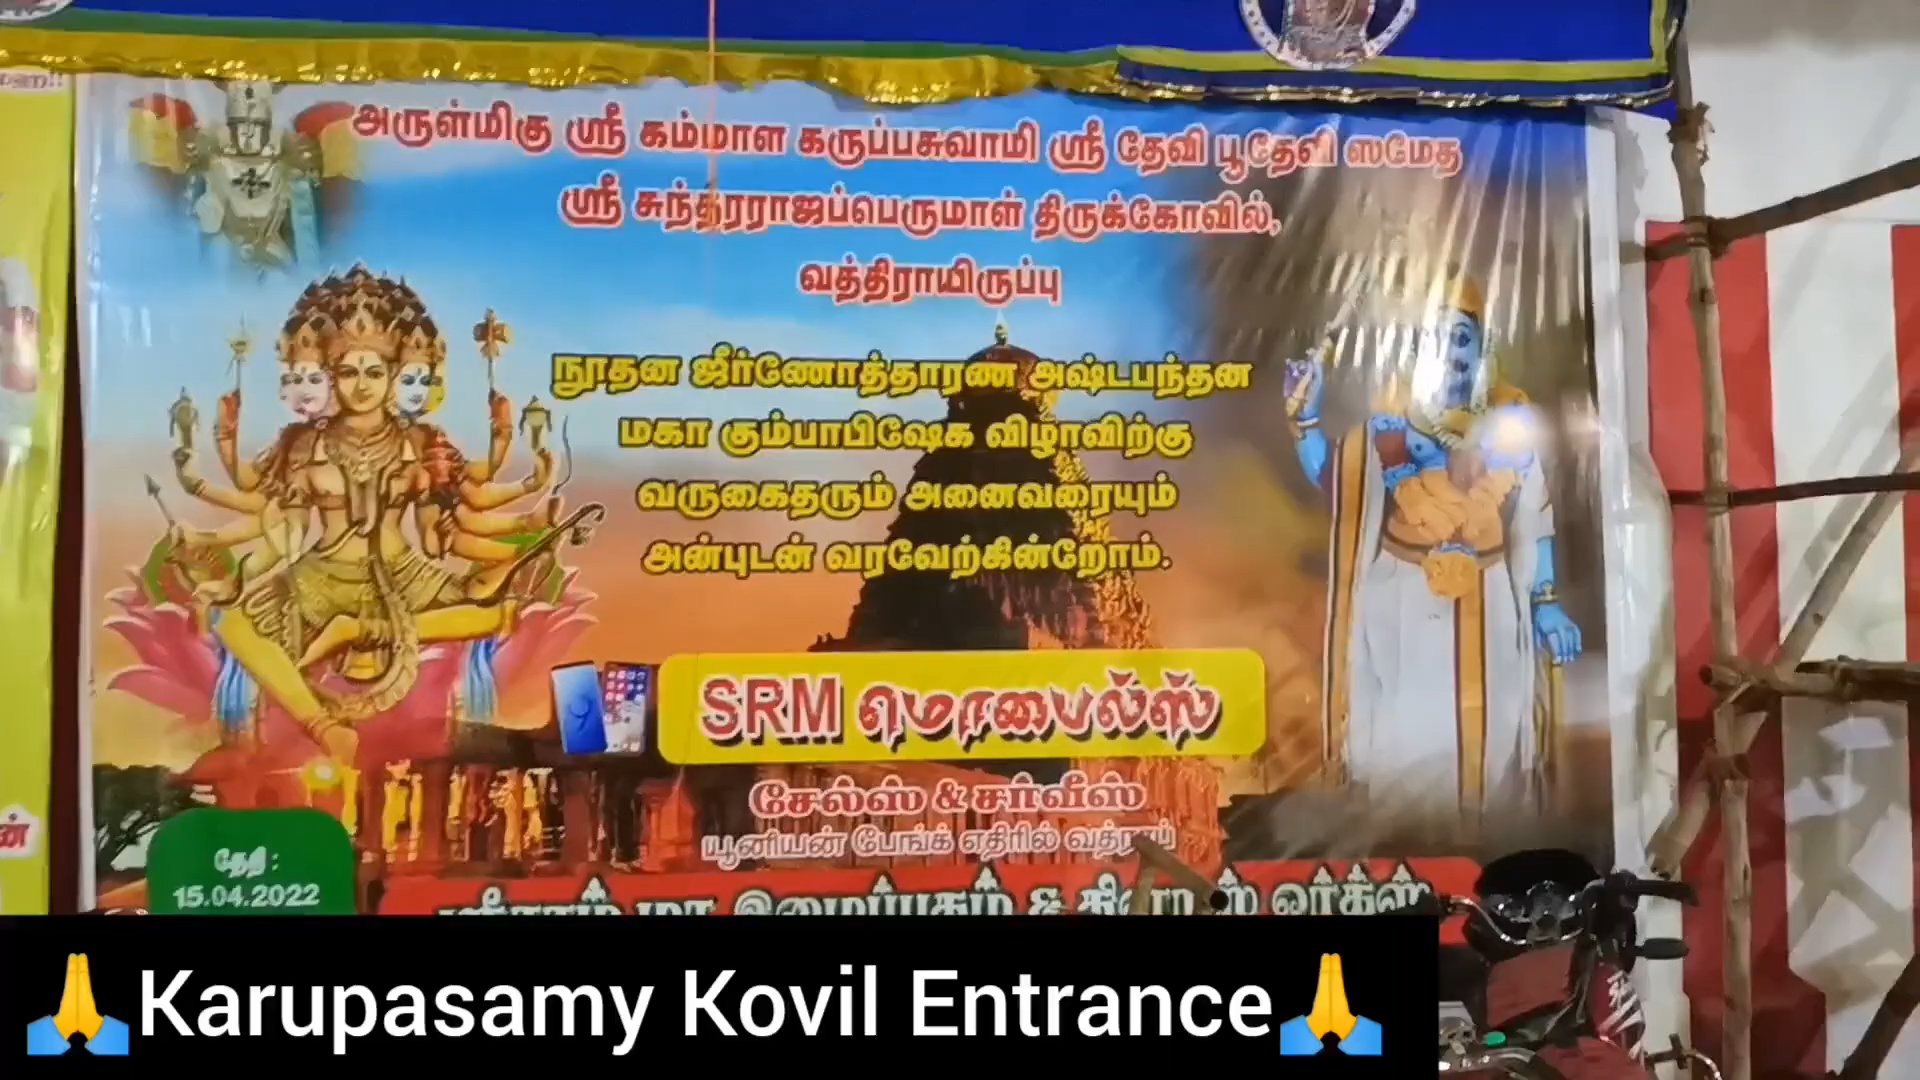 அருள்மிகு ஸ்ரீ கம்மாள கருப்பசுவாமி ஸ்ரீ தேவி பூதேவி ஸமேத
ஸ்ரீ சுந்தரராஜப்பெருமாள் திருக்கோவில்,
வத்திராயிருப்பு
நூதன ஜீர்ணோத்தாரண அஷ்டபந்தன
மகா கும்பாபிஷேக விழாவிற்கு
வருகைதரும் அனைவரையும்
அன்புடன் வரவேற்கின்றோம்.
SRM மொபைல்ஸ்
சேல்ஸ் & சர்வீஸ்
யூனியன் பேங்க் எதிரில்
தேதி :
15.04.2022
🙏Karupasamy Kovil Entrance🙏